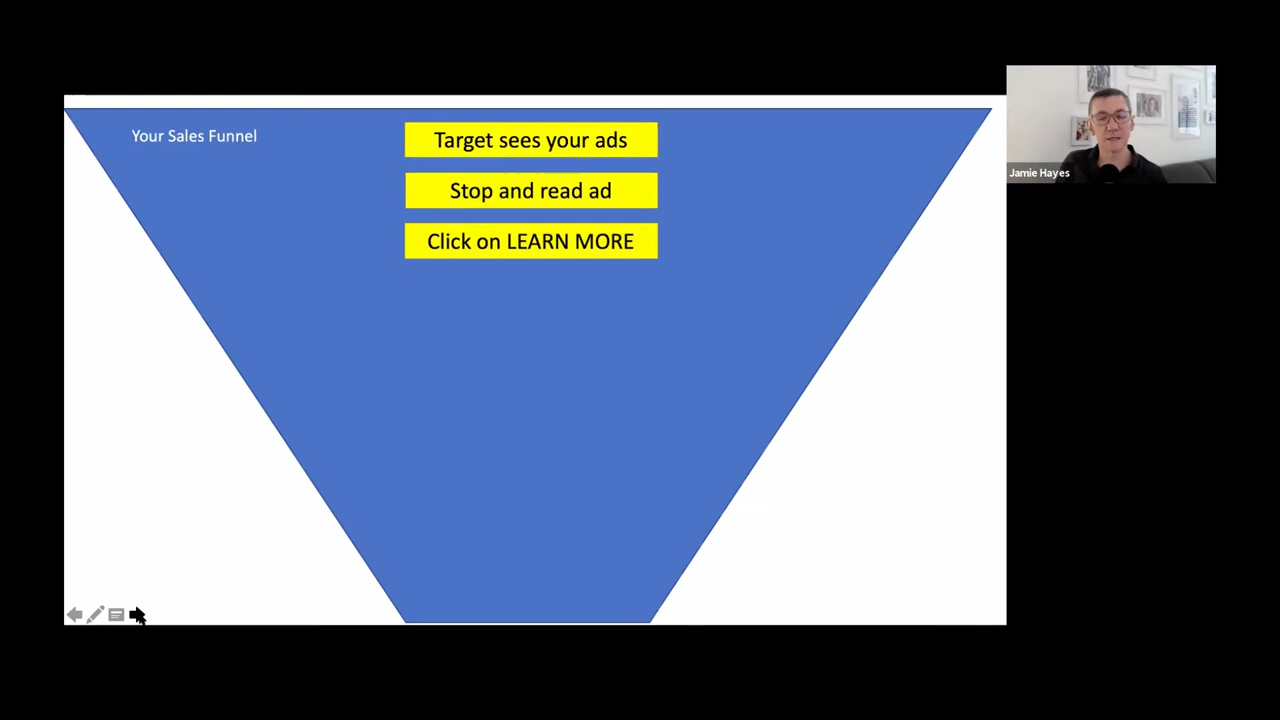 Your Sales Funnel
Target sees your ads
Stop and read ad
Click on LEARN MORE
Jamie Hayes